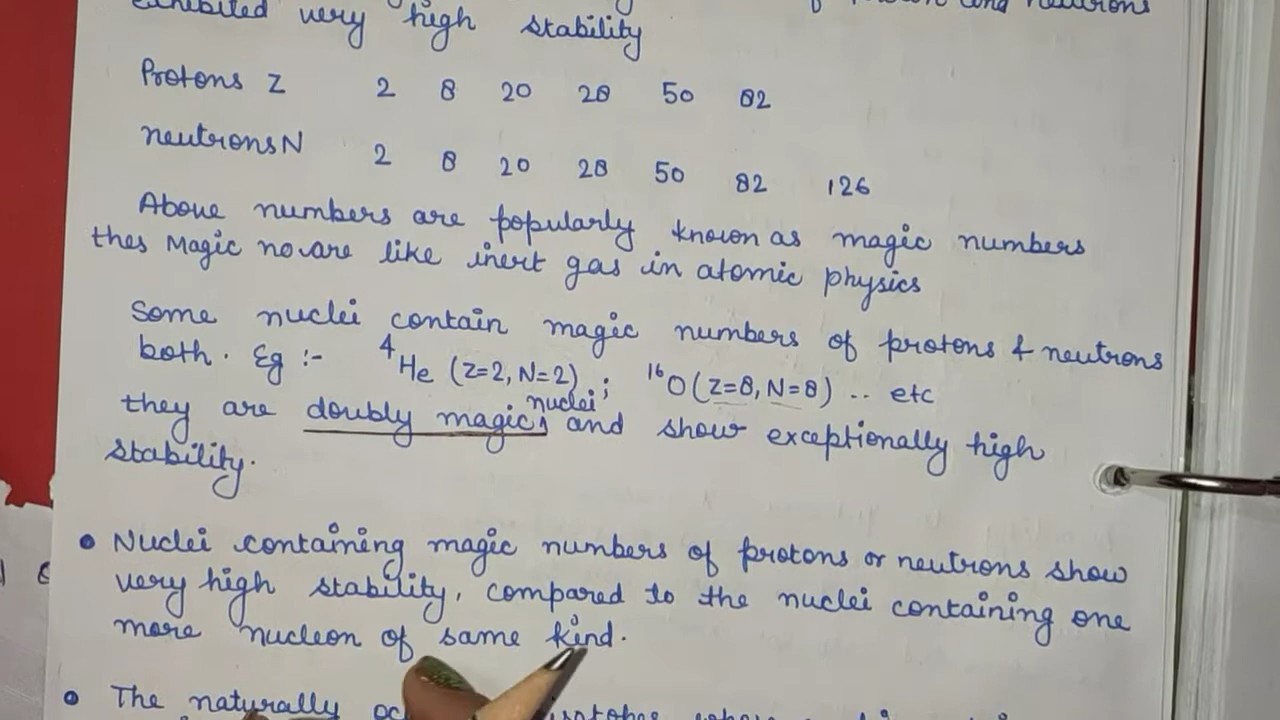 exhibited very high stability
Protons Z 2 8 20 28 50 82
neutrons N 2 8 20 28 50 82 126
Above numbers are popularly known as magic numbers
thes Magic no. are like inert gas in atomic physics
Some nuclei contain magic numbers of protons & neutrons
both. Eg :- ⁴He (Z=2, N=2) ; ¹⁶O (Z=8, N=8) .. etc
they are doubly magic nuclei and show exceptionally high
stability.
• Nuclei containing magic numbers of protons or neutrons show
very high stability, compared to the nuclei containing one
more nucleon of same kind.
• The naturally